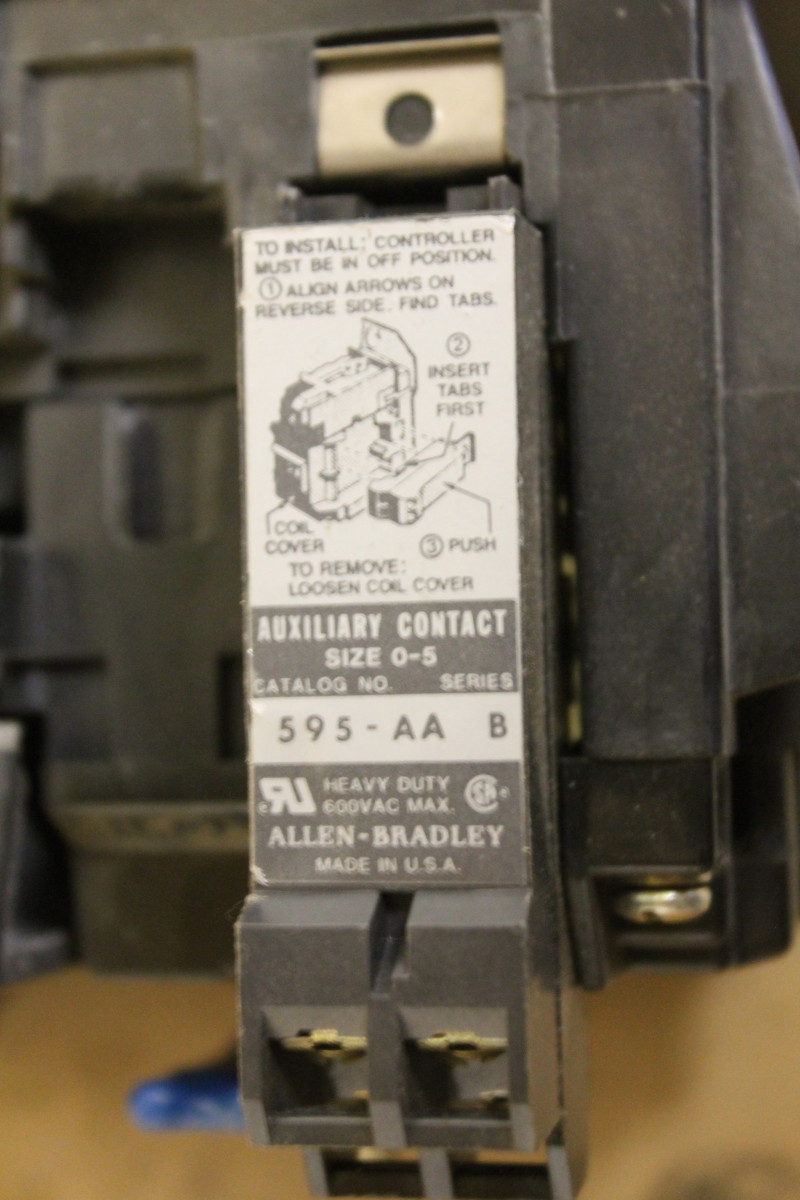 TO INSTALL: CONTROLLER
MUST BE IN OFF POSITION.
① ALIGN ARROWS ON
REVERSE SIDE. FIND TABS.
②
INSERT
TABS
FIRST
COIL
COVER
③ PUSH
TO REMOVE:
LOOSEN COIL COVER
AUXILIARY CONTACT
SIZE 0-5
CATALOG NO. SERIES
595-AA B
HEAVY DUTY
600VAC MAX.
ALLEN-BRADLEY
MADE IN U.S.A.